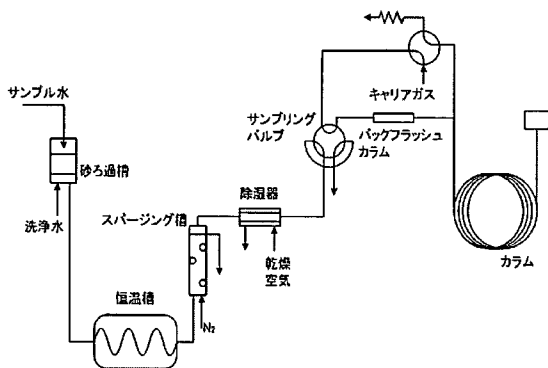 サンプル水
砂ろ過槽
洗浄水
恒温槽
スパージング槽
N₂
除湿器
乾燥
空気
サンプリング
バルブ
キャリアガス
バックフラッシュ
カラム
カラム